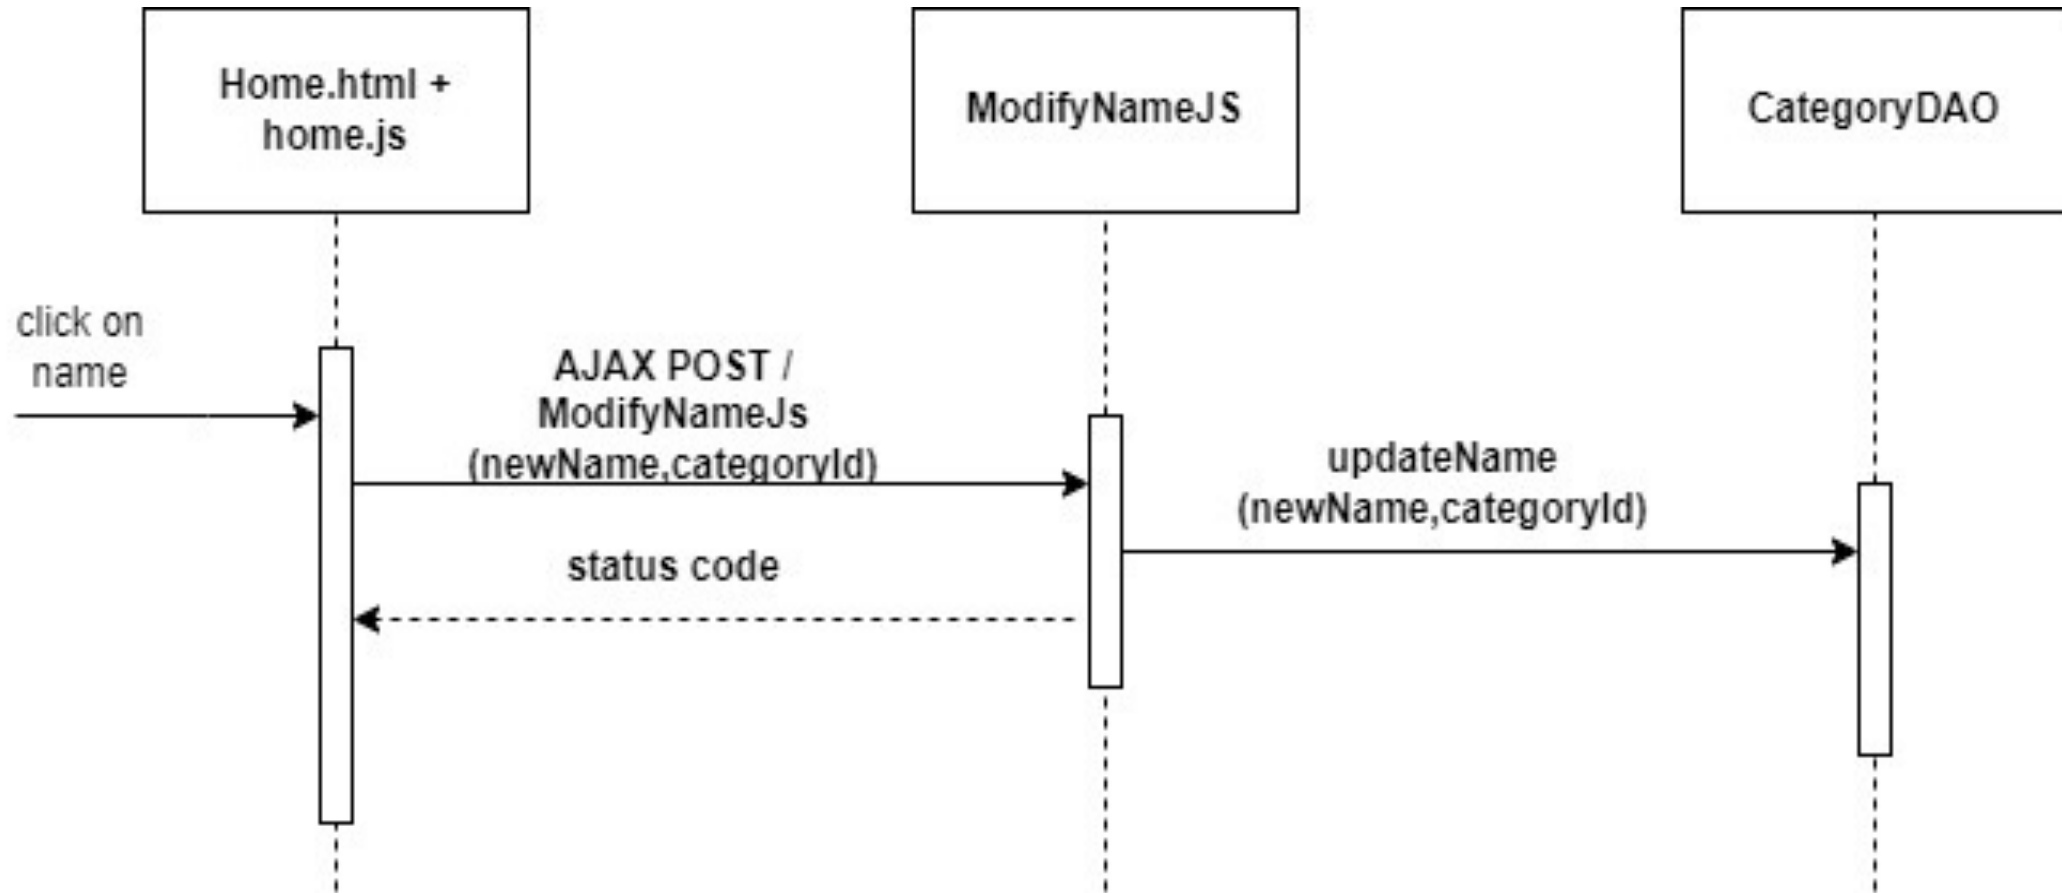 Home.html +
home.js
ModifyNameJS
CategoryDAO
click on
name
AJAX POST /
ModifyNameJs
(newName,categoryId)
updateName
(newName,categoryId)
status code